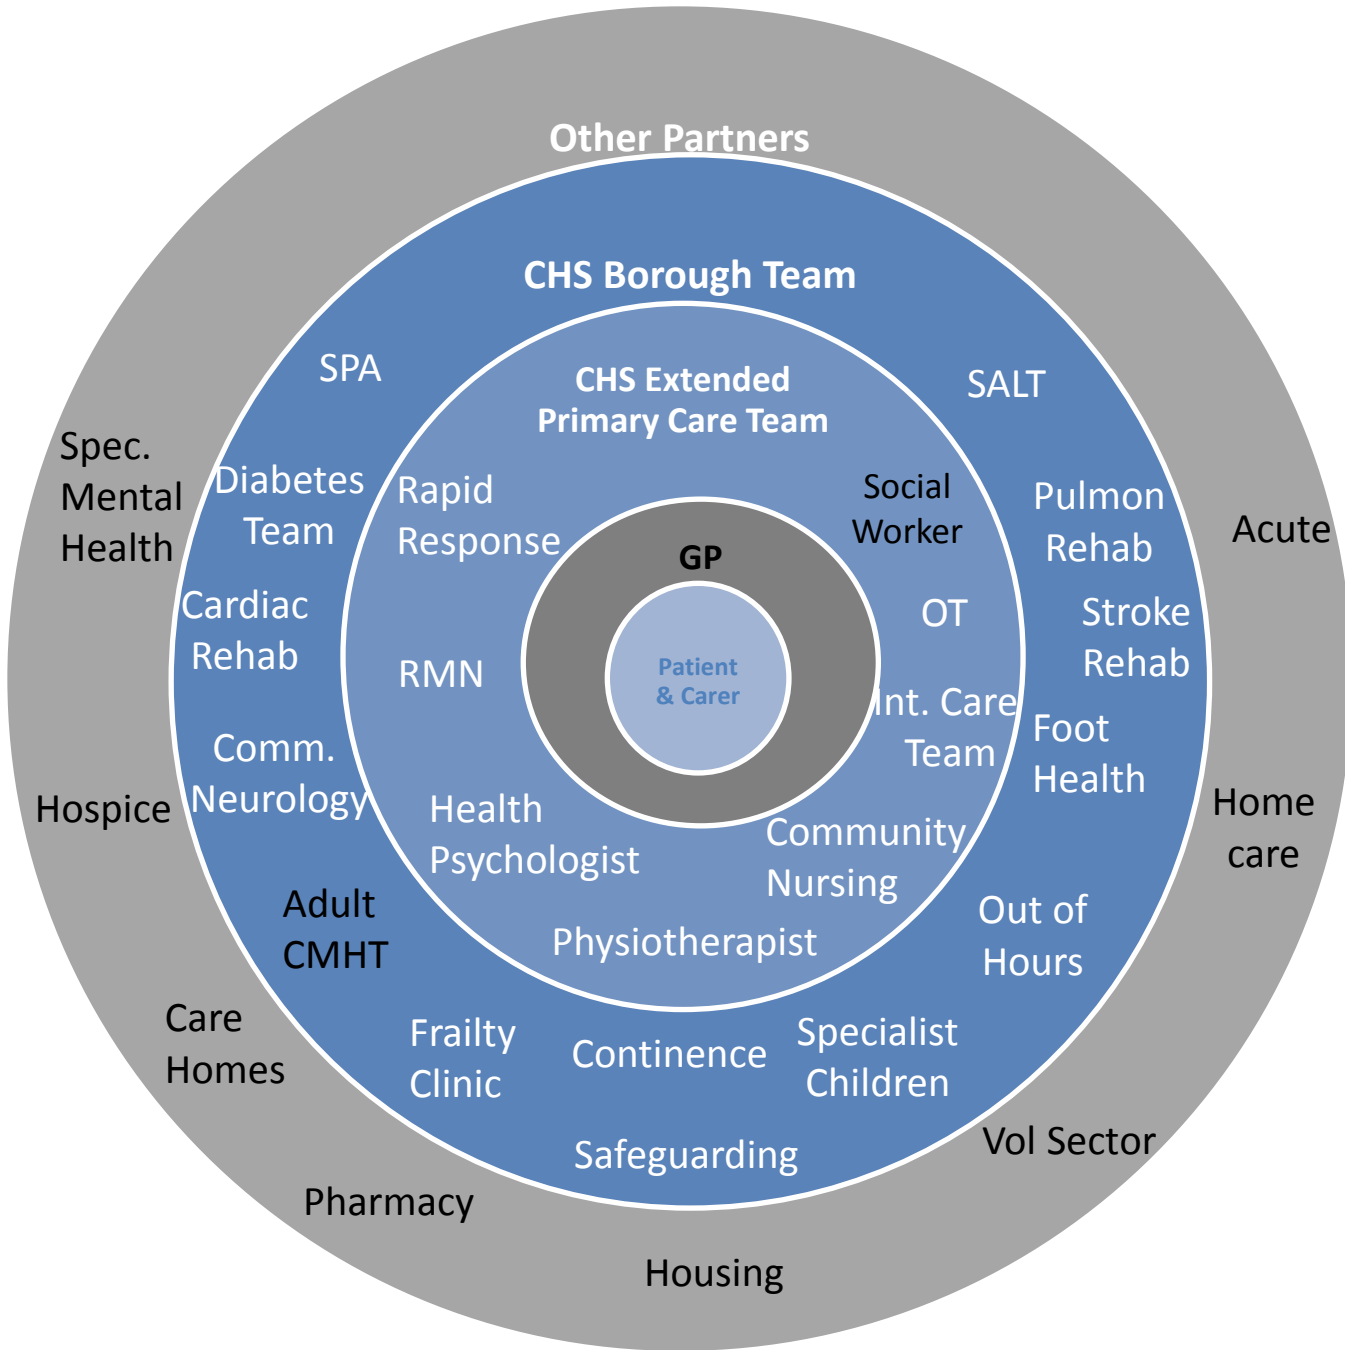 Other Partners
CHS Borough Team
SPA
SALT
CHS Extended
Primary Care Team
Spec.
Mental
Health
Diabetes
Team
Rapid
Response
Social
Worker
Pulmon
Rehab
Acute
GP
Cardiac
Rehab
RMN
Patient
& Carer
OT
Stroke
Rehab
Int. Care
Team
Foot
Health
Comm.
Neurology
Hospice
Health
Psychologist
Community
Nursing
Home
care
Adult
CMHT
Physiotherapist
Out of
Hours
Care
Homes
Frailty
Clinic
Continence
Specialist
Children
Safeguarding
Vol Sector
Pharmacy
Housing